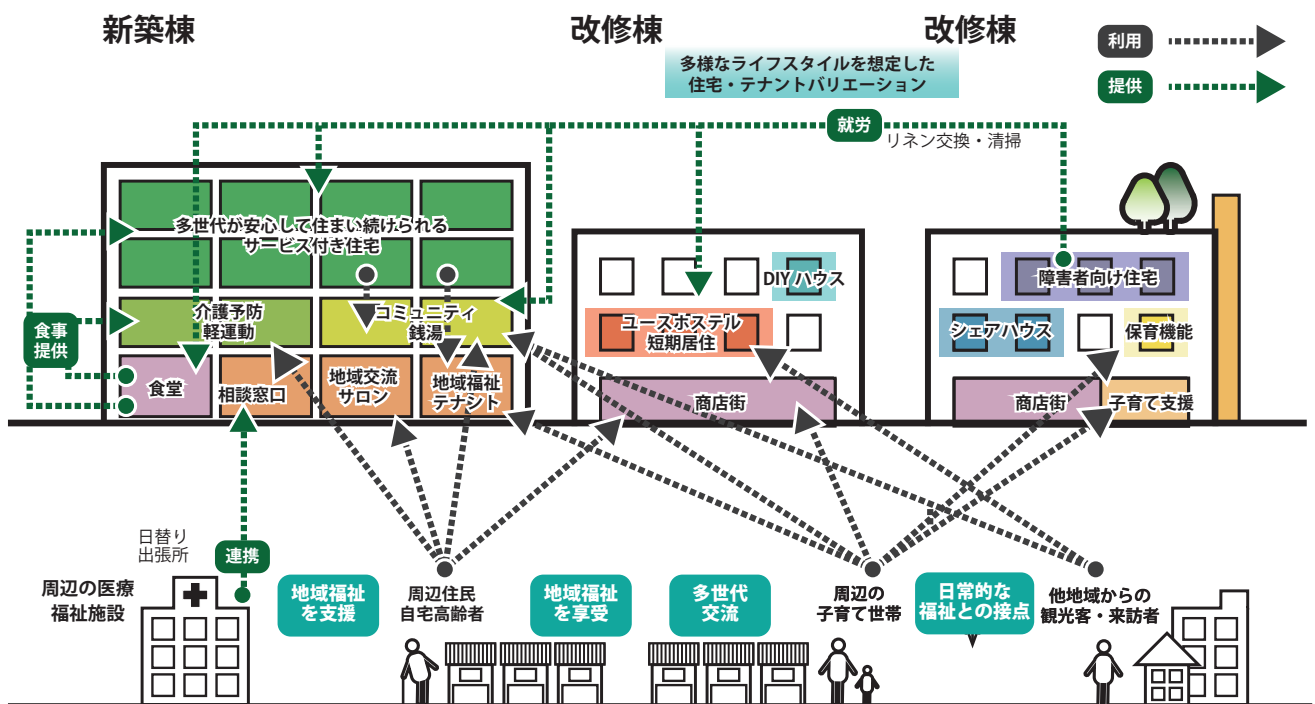 新築棟
改修棟
改修棟
利用
提供
多様なライフスタイルを想定した
住宅・テナントバリエーション
就労
リネン交換・清掃
多世代が安心して住まい続けられる
サービス付き住宅
DIYハウス
障害者向け住宅
食事
提供
介護予防
軽運動
コミュニティ
銭湯
ユースホステル
短期居住
シェアハウス
保育機能
食堂
相談窓口
地域交流
サロン
地域福祉
テナント
商店街
商店街
子育て支援
日替り
出張所
連携
周辺の医療
福祉施設
地域福祉
を支援
周辺住民
自宅高齢者
地域福祉
を享受
多世代
交流
周辺の
子育て世帯
日常的な
福祉との接点
他地域からの
観光客・来訪者